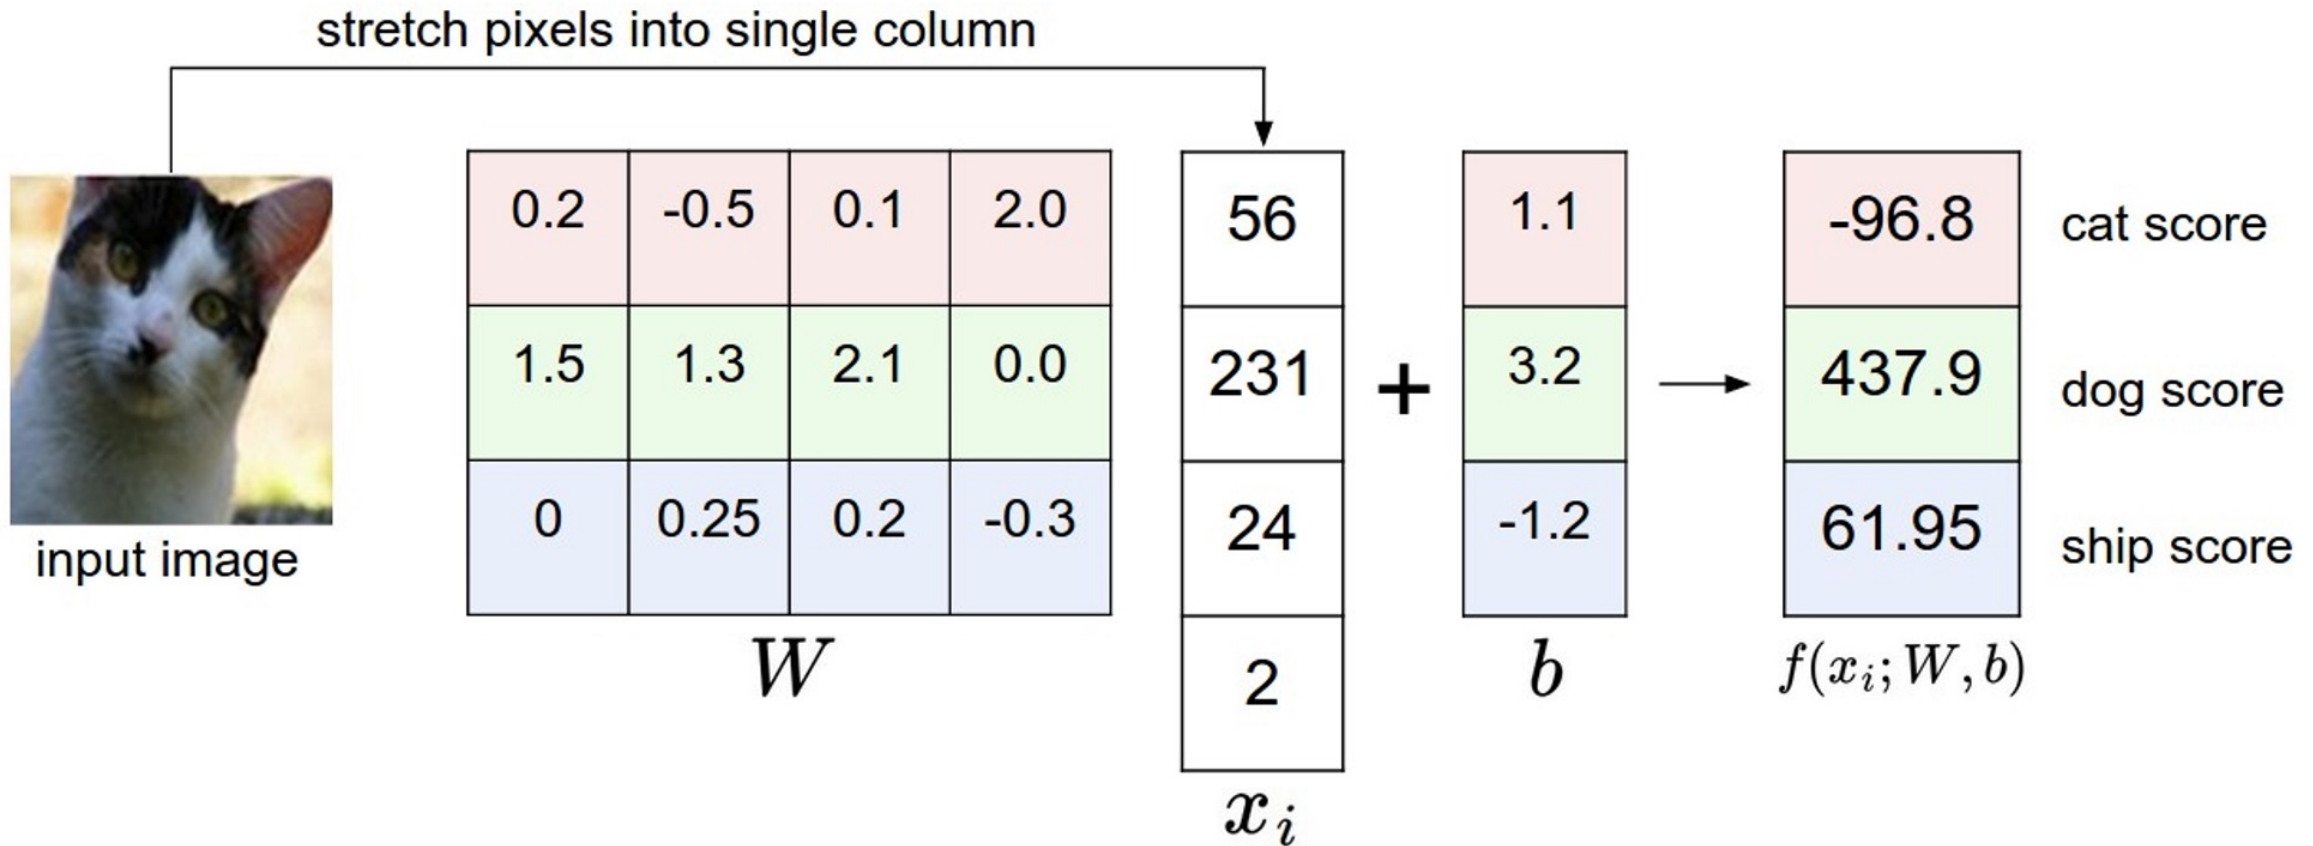 stretch pixels into single column
input image
0.2 -0.5 0.1 2.0
1.5 1.3 2.1 0.0
0 0.25 0.2 -0.3
W
56
231
24
2
x_i
+
1.1
3.2
-1.2
b
-96.8 cat score
437.9 dog score
61.95 ship score
f(x_i; W, b)